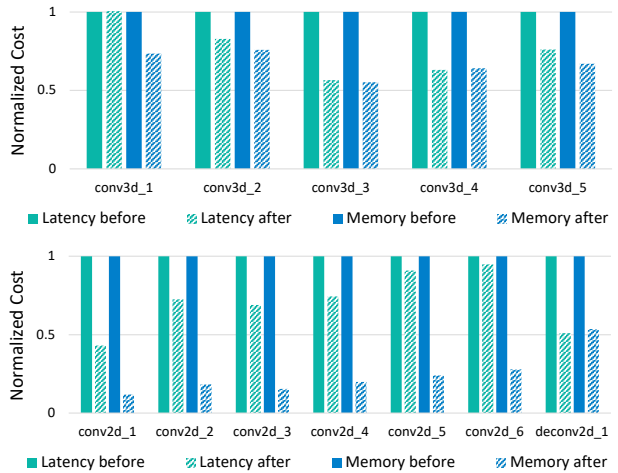 1
0.5
0
Normalized Cost
conv3d_1 conv3d_2 conv3d_3 conv3d_4 conv3d_5
Latency before Latency after Memory before Memory after
1
0.5
0
Normalized Cost
conv2d_1 conv2d_2 conv2d_3 conv2d_4 conv2d_5 conv2d_6 deconv2d_1
Latency before Latency after Memory before Memory after